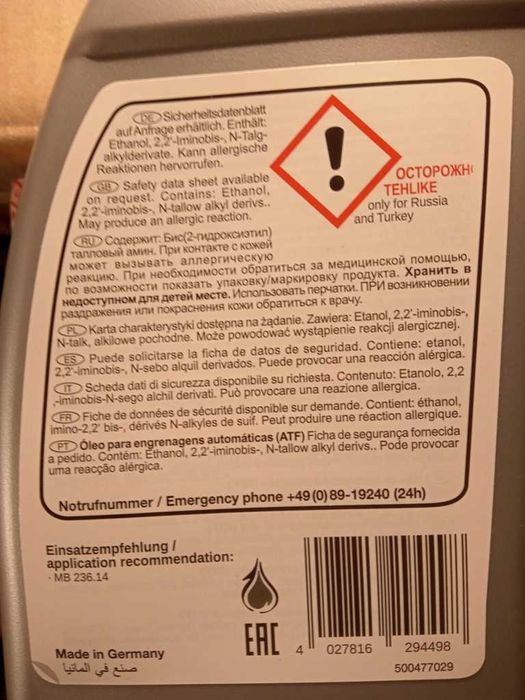 DE Sicherheitsdatenblatt
auf Anfrage erhältlich. Enthält:
Ethanol, 2,2'-Iminobis-, N-Talg-
alkylderivate. Kann allergische
Reaktionen hervorrufen.
GB Safety data sheet available
on request. Contains: Ethanol,
2,2'-iminobis-, N-tallow alkyl derivs..
May produce an allergic reaction.
ОСТОРОЖН
TEHLIKE
only for Russia
and Turkey
RU Содержит: Бис(2-гидроксиэтил)
талловый амин. При контакте с кожей
может вызывать аллергическую
реакцию. При необходимости обратиться за медицинской помощью,
по возможности показать упаковку/маркировку продукта. Хранить в
недоступном для детей месте. Использовать перчатки. ПРИ возникновении
раздражения или покраснения кожи обратиться к врачу.
PL Karta charakterystyki dostępna na żądanie. Zawiera: Etanol, 2,2'-iminobis-,
N-talk, alkilowe pochodne. Może powodować wystąpienie reakcji alergicznej.
ES Puede solicitarse la ficha de datos de seguridad. Contiene: etanol,
2,2'-iminobis-, N-sebo alquil derivados. Puede provocar una reacción alérgica.
IT Scheda dati di sicurezza disponibile su richiesta. Contenuto: Etanolo, 2,2
,-iminobis-N-sego alchil derivati. Può provocare una reazione allergica.
FR Fiche de données de sécurité disponible sur demande. Contient: éthanol,
imino-2,2' bis-, dérivés N-alkyles de suif. Peut produire une réaction allergique.
PT Óleo para engrenagens automáticas (ATF) Ficha de segurança fornecida
a pedido. Contém: Ethanol, 2,2'-iminobis-, N-tallow alkyl derivs.. Pode provocar
uma reacção alérgica.
Notrufnummer / Emergency phone +49 (0) 89-19240 (24h)
Einsatzempfehlung /
application recommendation:
· MB 236.14
EAC
4 027816 294498
500477029
Made in Germany
صنع في المانيا